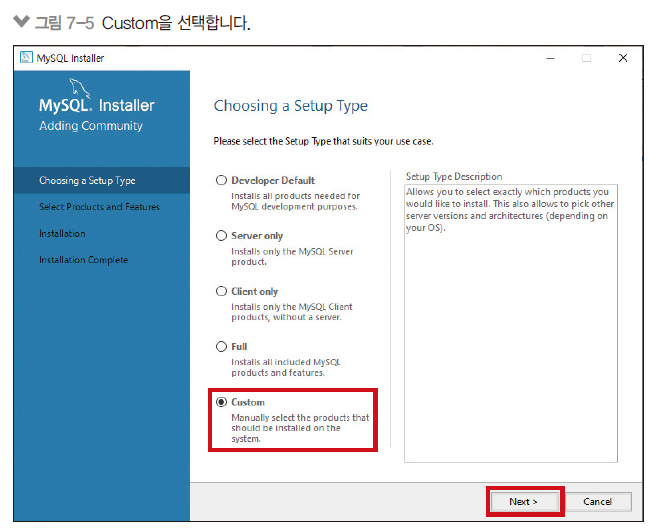 그림 7-5 Custom을 선택합니다.
MySQL Installer
MySQL. Installer
Adding Community
Choosing a Setup Type
Select Products and Features
Installation
Installation Complete
Choosing a Setup Type
Please select the Setup Type that suits your use case.
Developer Default
Installs all products needed for
MySQL development purposes.
Server only
Installs only the MySQL Server
product.
Client only
Installs only the MySQL Client
products, without a server.
Full
Installs all included MySQL
products and features.
Custom
Manually select the products that
should be installed on the
system.
Setup Type Description
Allows you to select exactly which products you
would like to install. This also allows to pick other
server versions and architectures (depending on
your OS).
Next >
Cancel